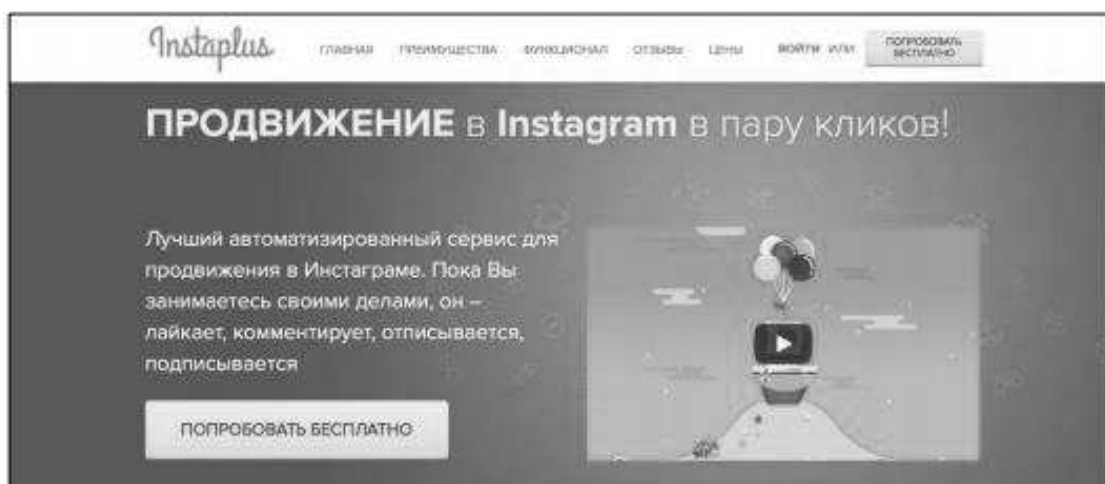 Instaplus
ГЛАВНАЯ ПРЕИМУЩЕСТВА ФУНКЦИОНАЛ ОТЗЫВЫ ЦЕНЫ ВОЙТИ ИЛИ ПОПРОБОВАТЬ
БЕСПЛАТНО
ПРОДВИЖЕНИЕ в Instagram в пару кликов!
Лучший автоматизированный сервис для
продвижения в Инстаграме. Пока Вы
занимаетесь своими делами, он –
лайкает, комментирует, отписывается,
подписывается
ПОПРОБОВАТЬ БЕСПЛАТНО